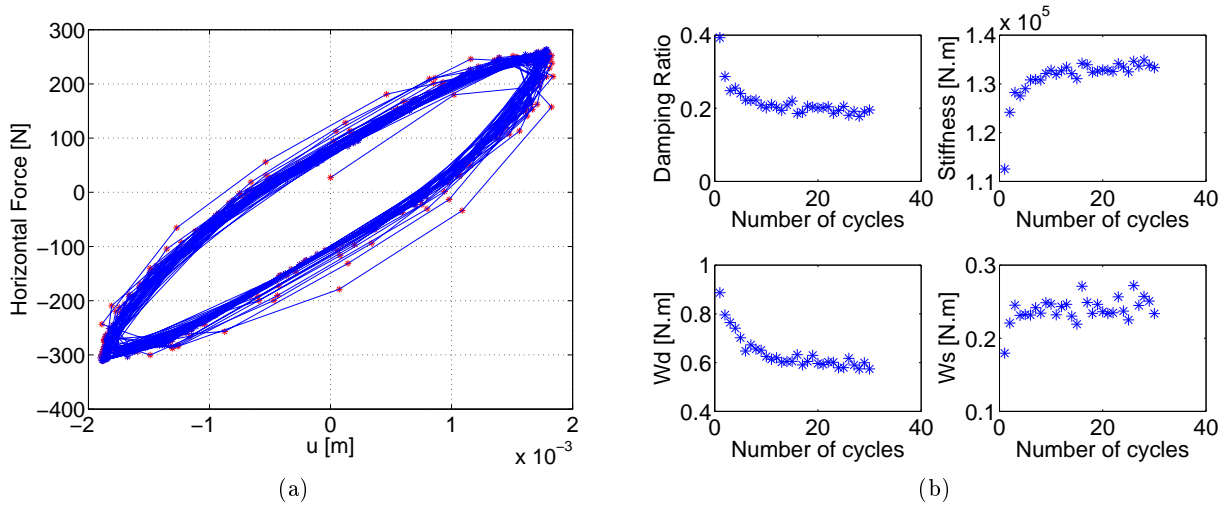 300
200
100
0
−100
−200
−300
−400
Horizontal Force [N]
−2
−1
0
1
2
u [m]
x 10⁻³
(a)
0.4
0.2
0
Damping Ratio
0
20
40
Number of cycles
x 10⁵
1.4
1.3
1.2
1.1
Stiffness [N.m]
0
20
40
Number of cycles
1
0.8
0.6
0.4
Wd [N.m]
0
20
40
Number of cycles
0.3
0.2
0.1
Ws [N.m]
0
20
40
Number of cycles
(b)